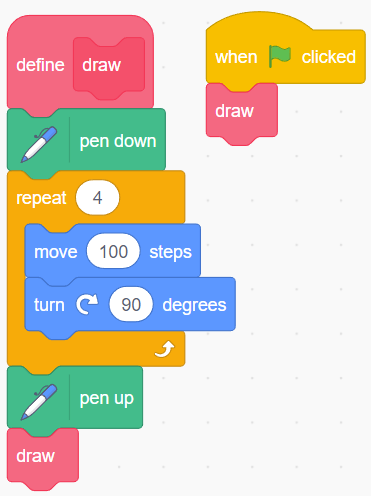 define draw
pen down
repeat 4
move 100 steps
turn 90 degrees
pen up
draw
when clicked
draw